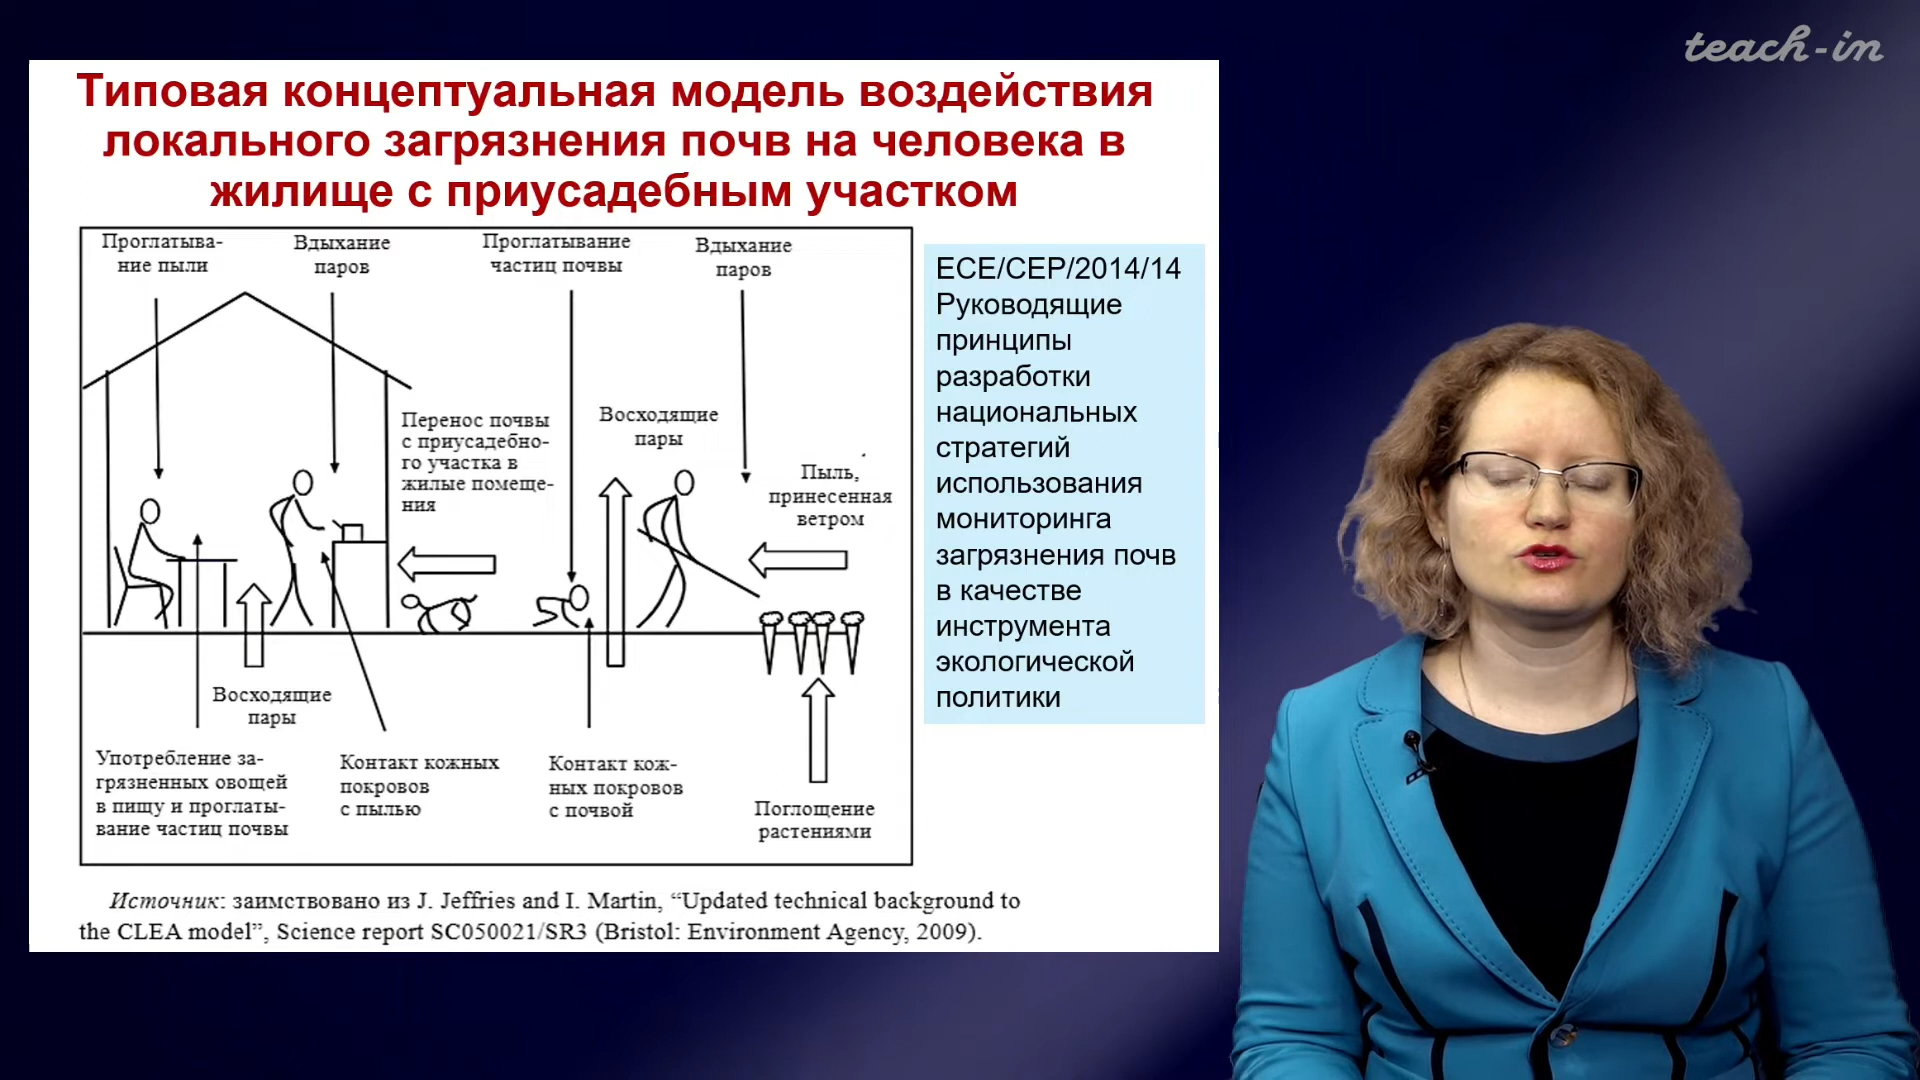 teach-in
Типовая концептуальная модель воздействия
локального загрязнения почв на человека в
жилище с приусадебным участком
Проглатыва-
ние пыли
Вдыхание
паров
Проглатывание
частиц почвы
Вдыхание
паров
Перенос почвы
с приусадебно-
го участка в
жилые помеще-
ния
Восходящие
пары
Пыль,
принесенная
ветром
Восходящие
пары
Употребление за-
грязненных овощей
в пищу и проглаты-
вание частиц почвы
Контакт кожных
покровов
с пылью
Контакт кож-
ных покровов
с почвой
Поглощение
растениями
ECE/CEP/2014/14
Руководящие
принципы
разработки
национальных
стратегий
использования
мониторинга
загрязнения почв
в качестве
инструмента
экологической
политики
Источник: заимствовано из J. Jeffries and I. Martin, “Updated technical background to
the CLEA model”, Science report SC050021/SR3 (Bristol: Environment Agency, 2009).